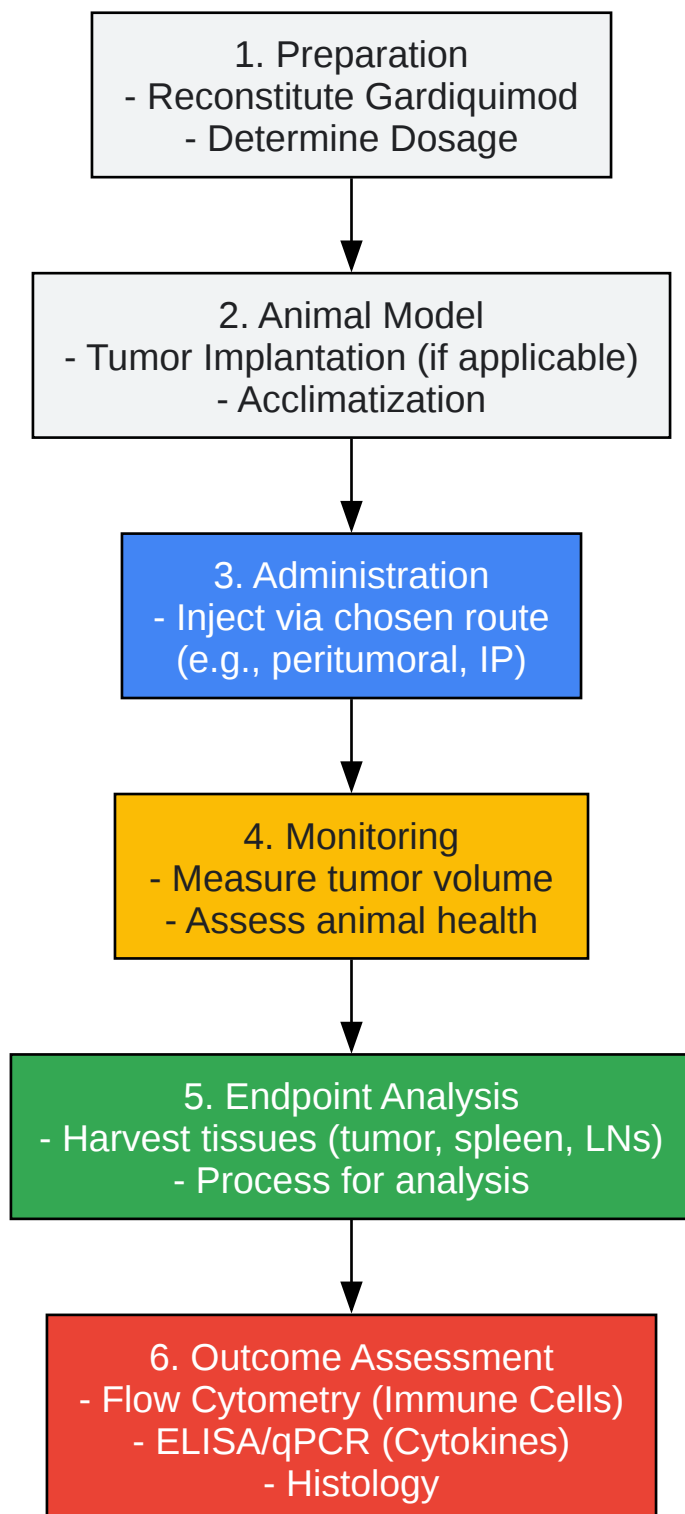 1. Preparation
- Reconstitute Gardiquimod
- Determine Dosage
2. Animal Model
- Tumor Implantation (if applicable)
- Acclimatization
3. Administration
- Inject via chosen route
(e.g., peritumoral, IP)
4. Monitoring
- Measure tumor volume
- Assess animal health
5. Endpoint Analysis
- Harvest tissues (tumor, spleen, LNs)
- Process for analysis
6. Outcome Assessment
- Flow Cytometry (Immune Cells)
- ELISA/qPCR (Cytokines)
- Histology